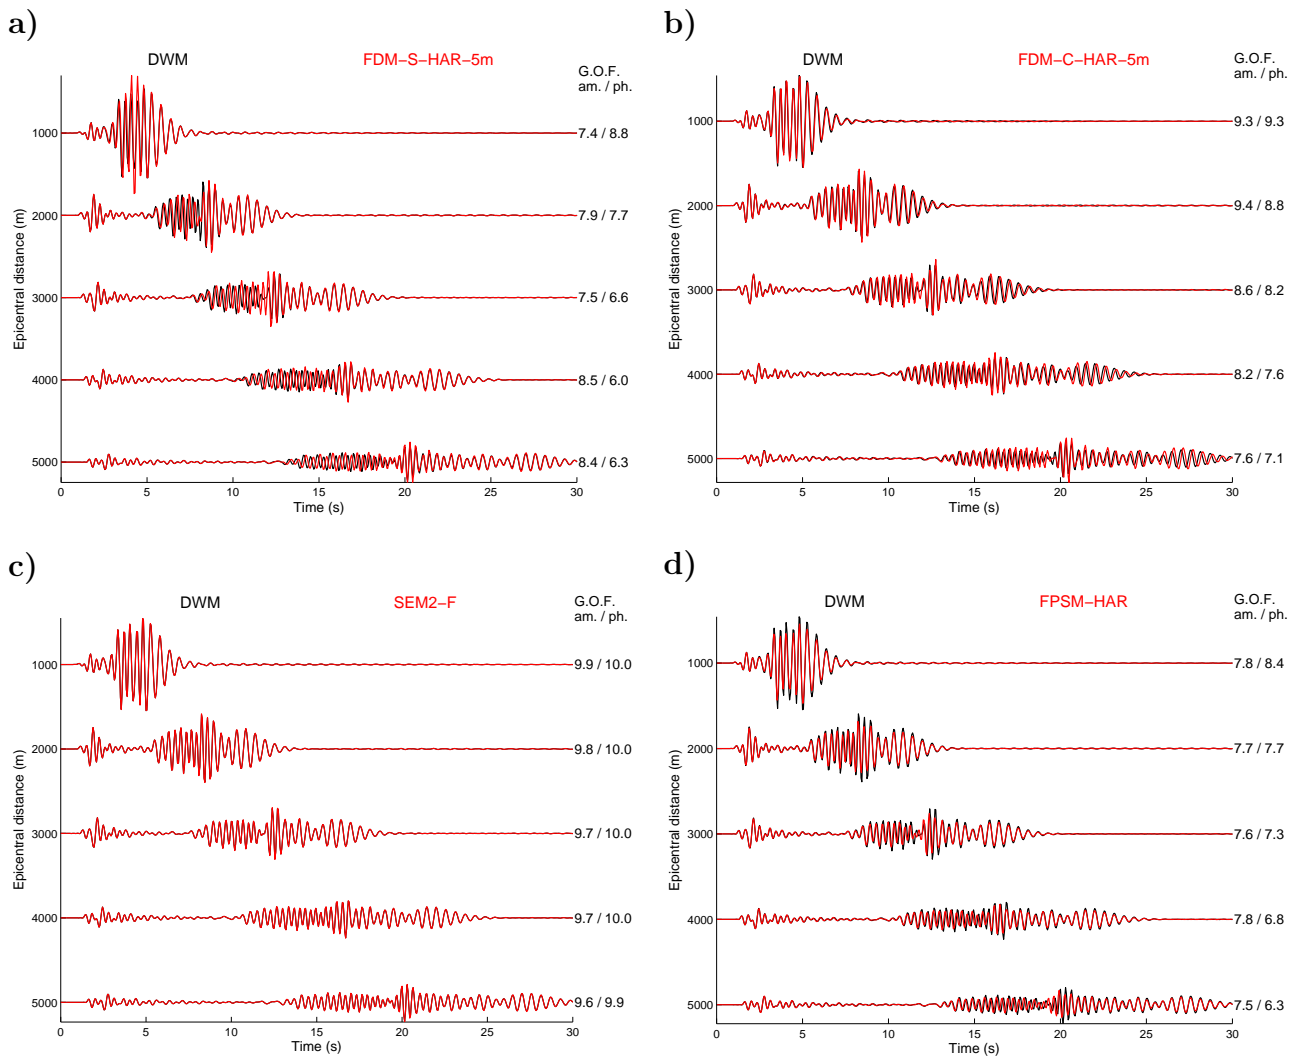 a)
DWM FDM-S-HAR-5m G.O.F.
am. / ph.
1000 7.4 / 8.8
2000 7.9 / 7.7
3000 7.5 / 6.6
4000 8.5 / 6.0
5000 8.4 / 6.3
Epicentral distance (m)
0 5 10 15 20 25 30
Time (s)
b)
DWM FDM-C-HAR-5m G.O.F.
am. / ph.
1000 9.3 / 9.3
2000 9.4 / 8.8
3000 8.6 / 8.2
4000 8.2 / 7.6
5000 7.6 / 7.1
Epicentral distance (m)
0 5 10 15 20 25 30
Time (s)
c)
DWM SEM2-F G.O.F.
am. / ph.
1000 9.9 / 10.0
2000 9.8 / 10.0
3000 9.7 / 10.0
4000 9.7 / 10.0
5000 9.6 / 9.9
Epicentral distance (m)
0 5 10 15 20 25 30
Time (s)
d)
DWM FPSM-HAR G.O.F.
am. / ph.
1000 7.8 / 8.4
2000 7.7 / 7.7
3000 7.6 / 7.3
4000 7.8 / 6.8
5000 7.5 / 6.3
Epicentral distance (m)
0 5 10 15 20 25 30
Time (s)